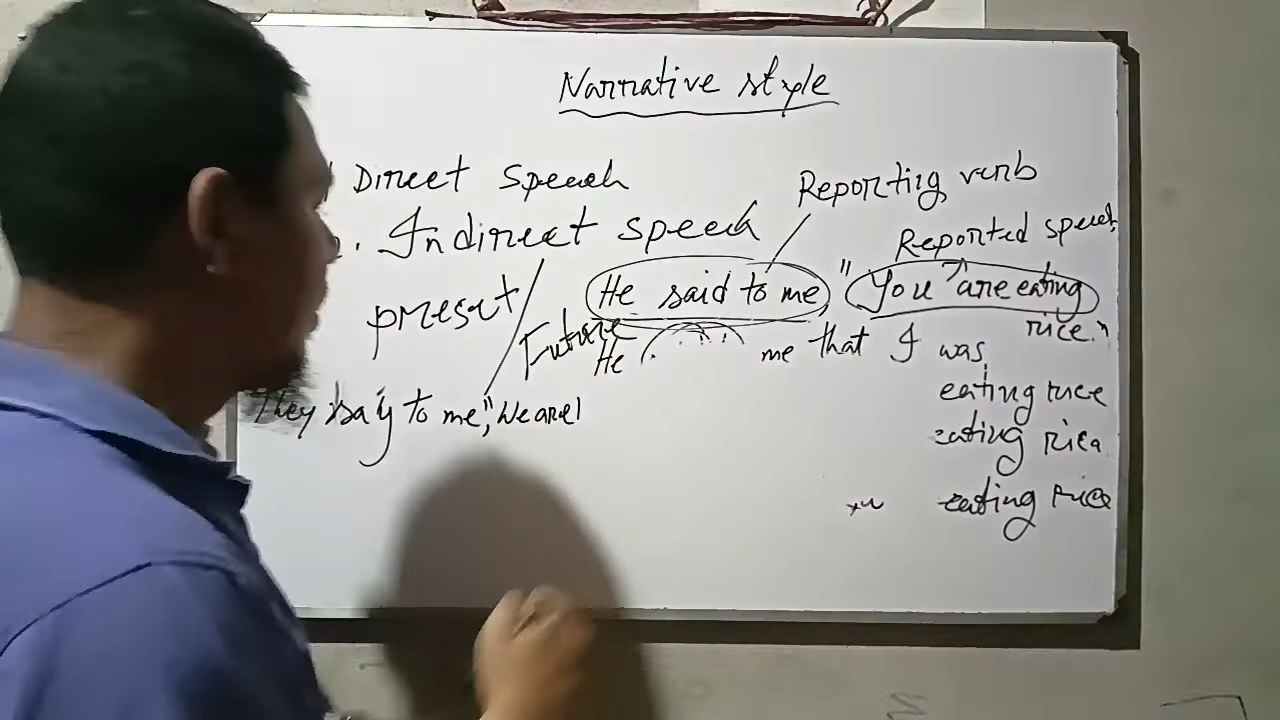 Narrative style
Direct speech
. Indirect speech
Reporting verb
Reported speech
present
Future
He said to me, "You are eating
rice."
He me that I was
eating rice
They say to me, "We are
eating rice
eating rice